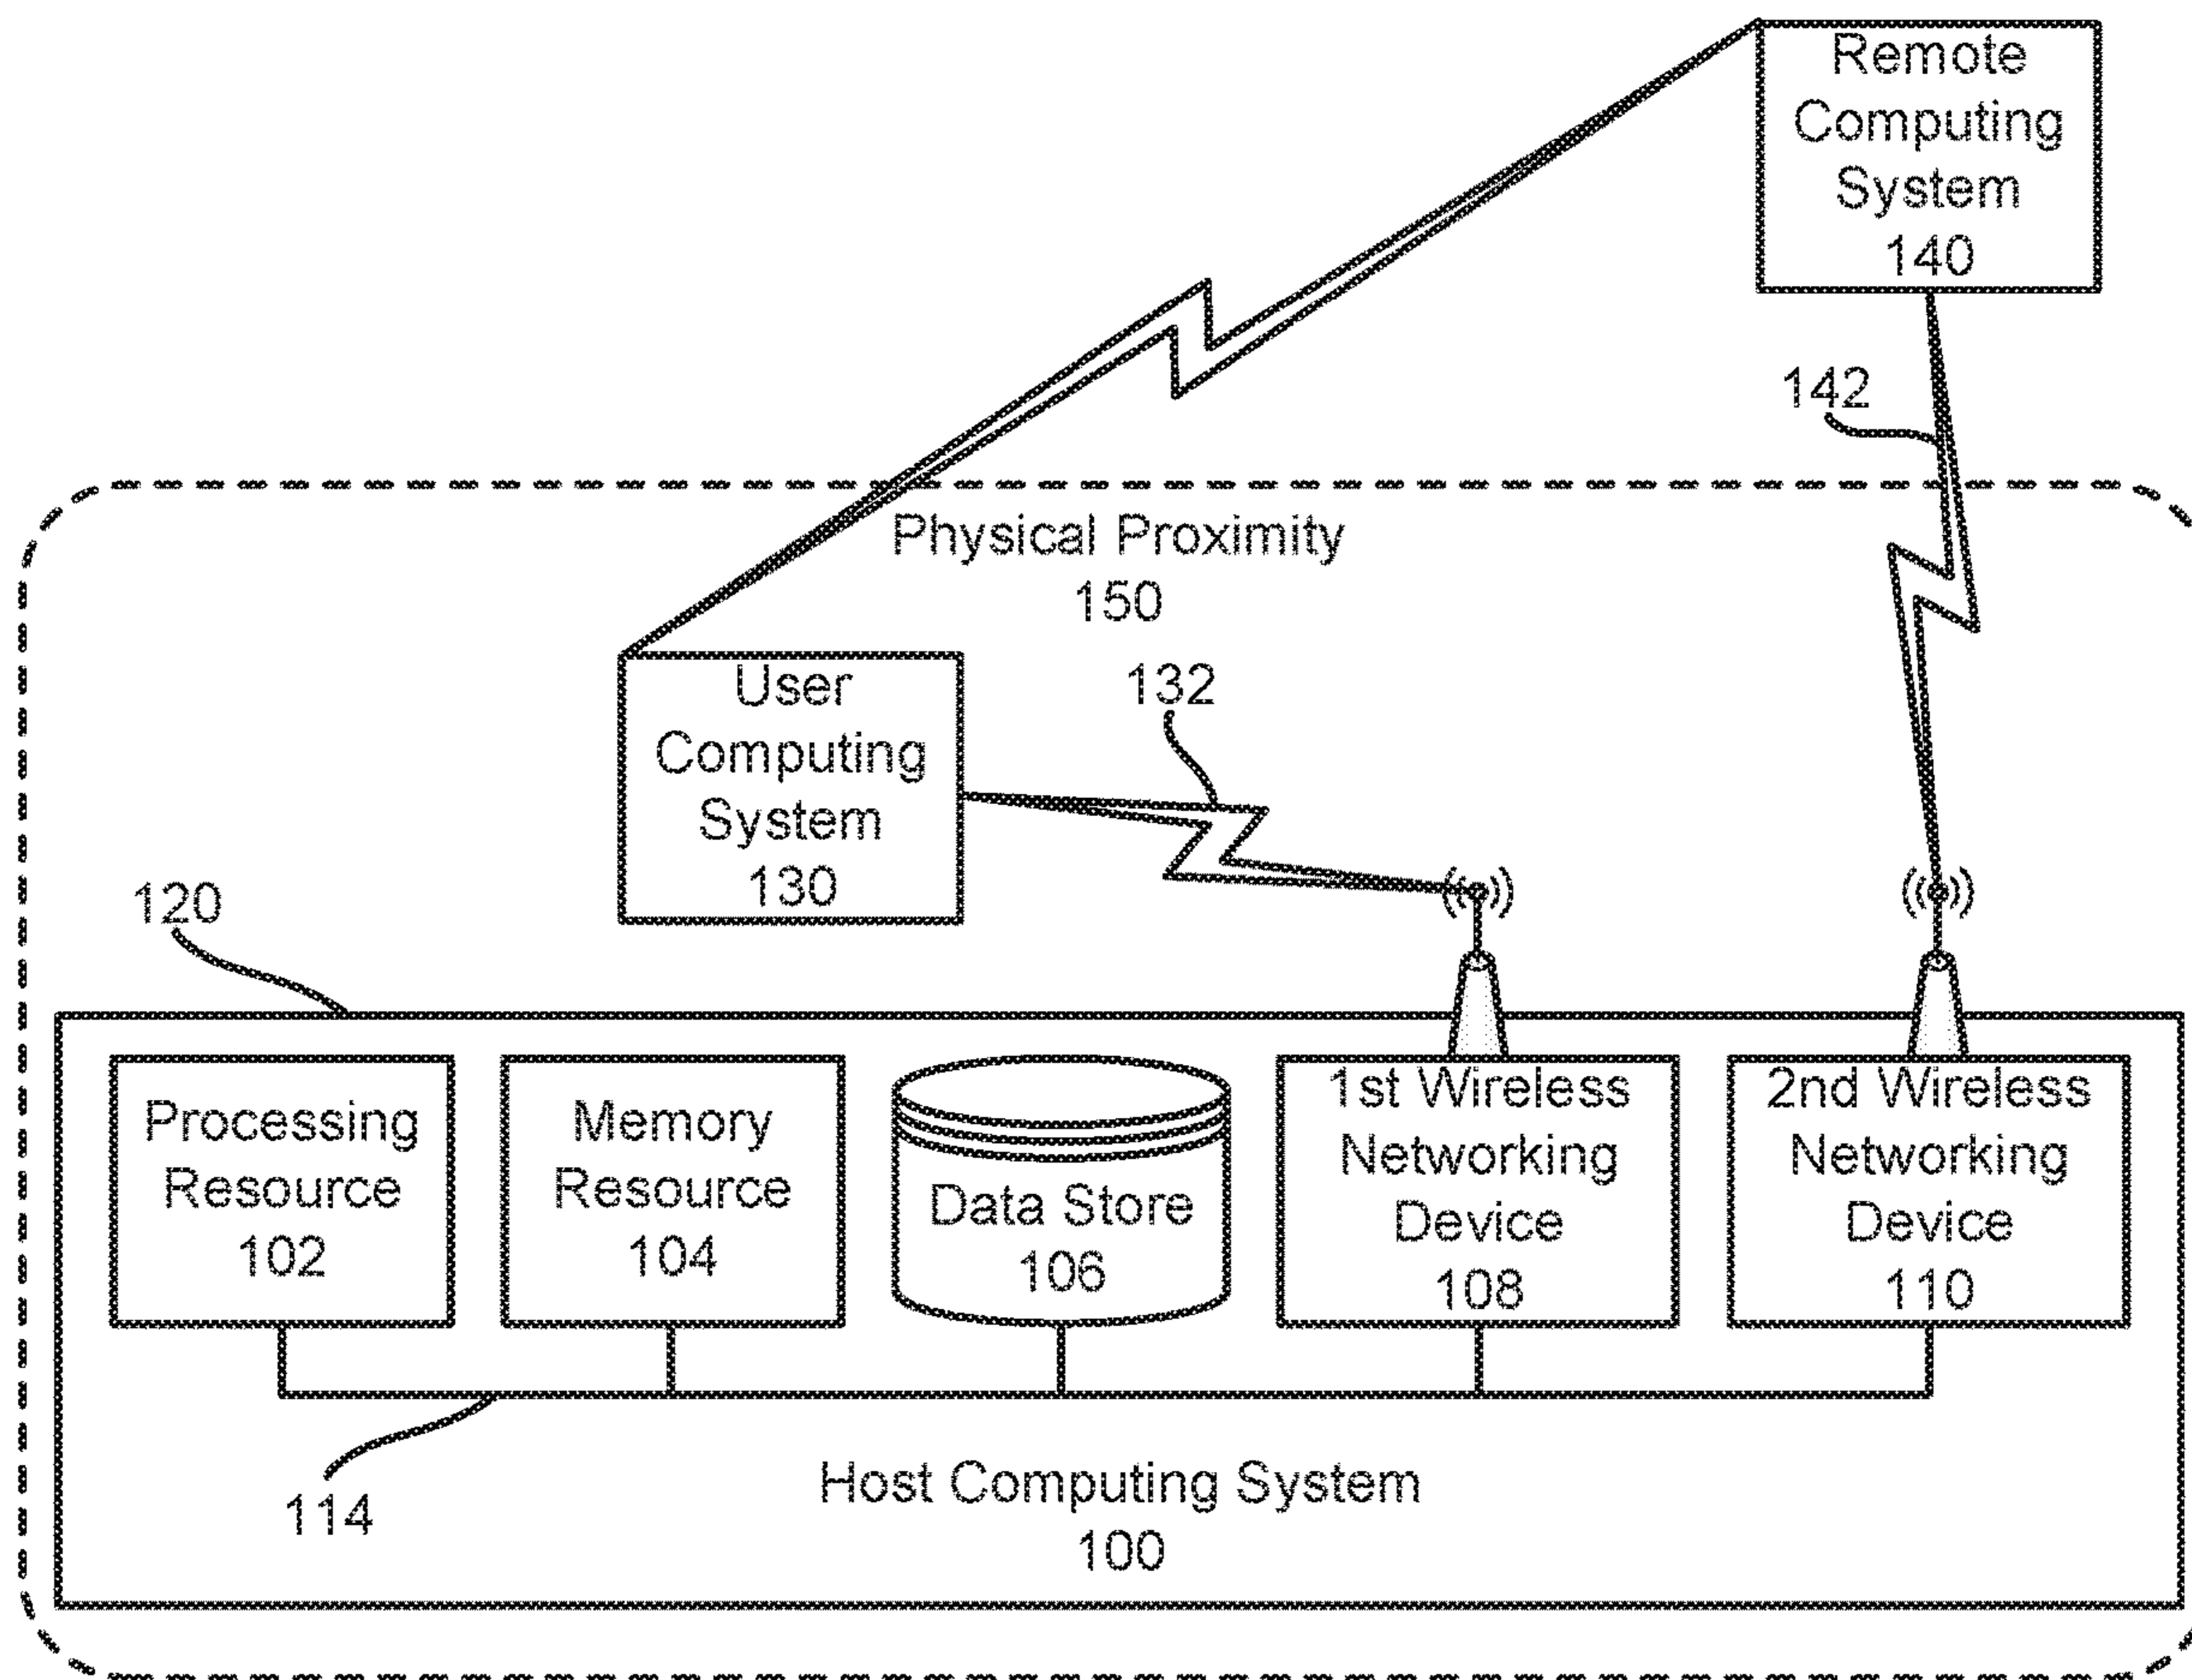 Remote
Computing
System
140
142
Physical Proximity
150
132
User
Computing
System
130
120
Processing
Resource
102
Memory
Resource
104
Data Store
106
1st Wireless
Networking
Device
108
2nd Wireless
Networking
Device
110
114
Host Computing System
100